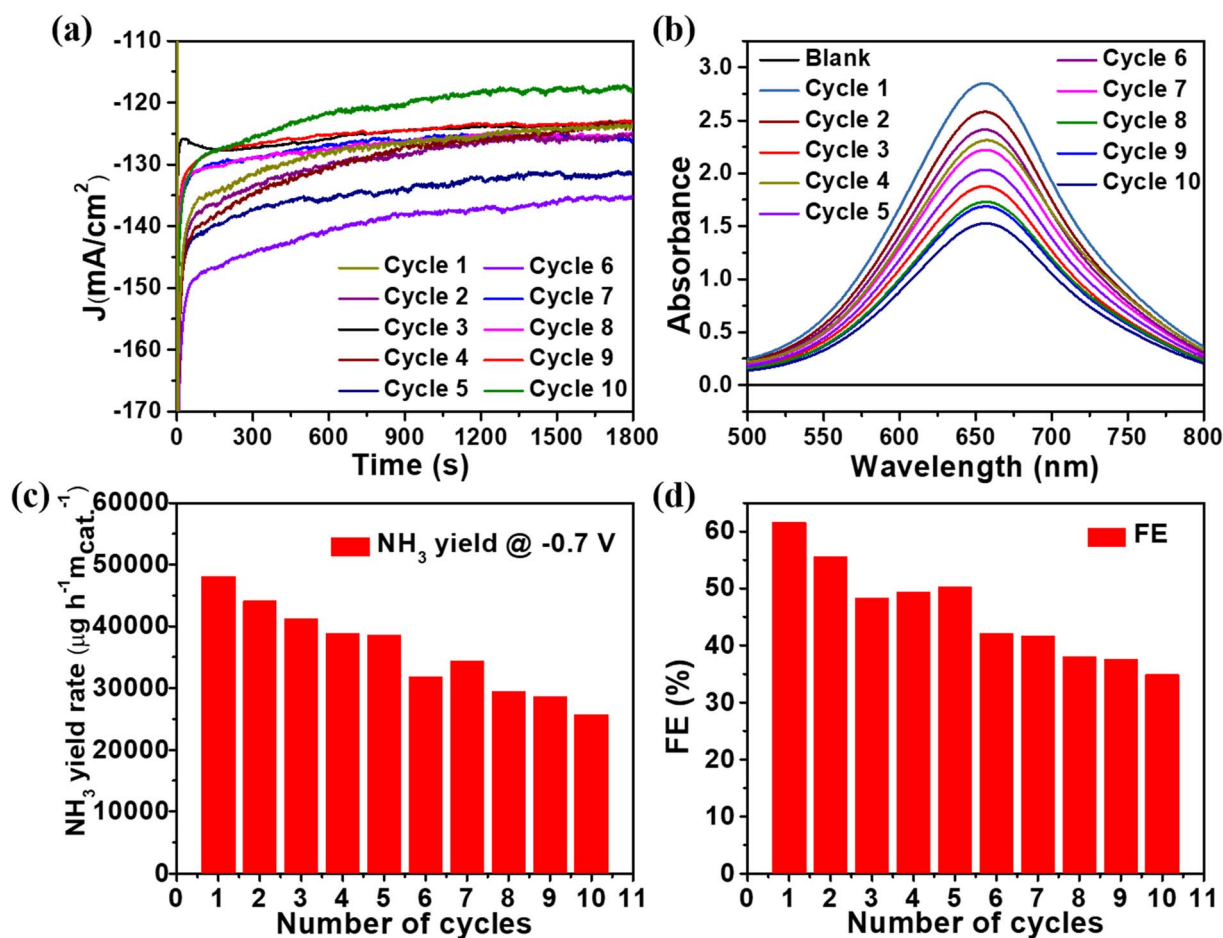 (a)
-110
-120
-130
-140
-150
-160
-170
J(mA/cm²)
Cycle 1
Cycle 2
Cycle 3
Cycle 4
Cycle 5
Cycle 6
Cycle 7
Cycle 8
Cycle 9
Cycle 10
0 300 600 900 1200 1500 1800
Time (s)
(b)
3.0
2.5
2.0
1.5
1.0
0.5
0.0
Absorbance
Blank
Cycle 1
Cycle 2
Cycle 3
Cycle 4
Cycle 5
Cycle 6
Cycle 7
Cycle 8
Cycle 9
Cycle 10
500 550 600 650 700 750 800
Wavelength (nm)
(c)
60000
50000
40000
30000
20000
10000
0
NH₃ yield rate (μg h⁻¹m_cat.⁻¹)
NH₃ yield @ -0.7 V
0 1 2 3 4 5 6 7 8 9 10 11
Number of cycles
(d)
60
50
40
30
20
10
0
FE (%)
FE
0 1 2 3 4 5 6 7 8 9 10 11
Number of cycles